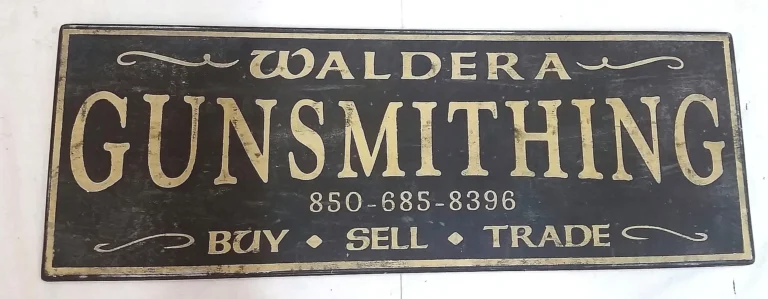 WALDERA
GUNSMITHING
850-685-8396
BUY • SELL • TRADE